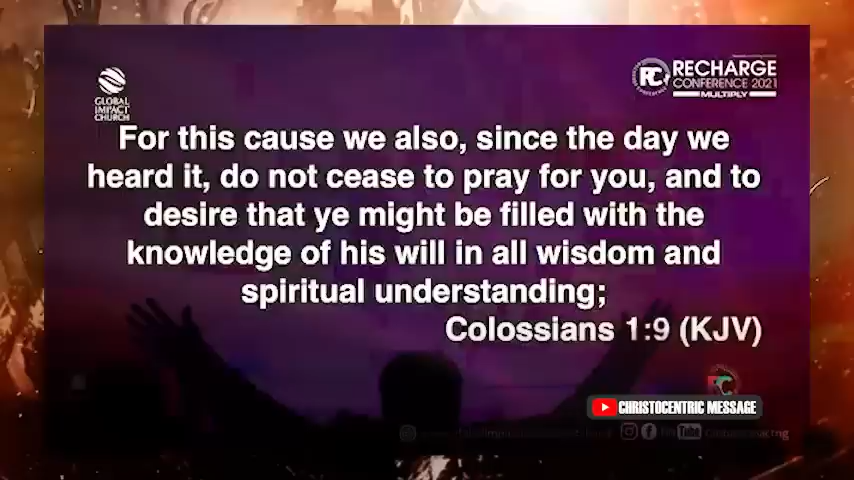 GLOBAL
IMPACT
CHURCH
RC
RECHARGE
CONFERENCE 2021
MULTIPLY
For this cause we also, since the day we
heard it, do not cease to pray for you, and to
desire that ye might be filled with the
knowledge of his will in all wisdom and
spiritual understanding;
Colossians 1:9 (KJV)
CHRISTOCENTRIC MESSAGE